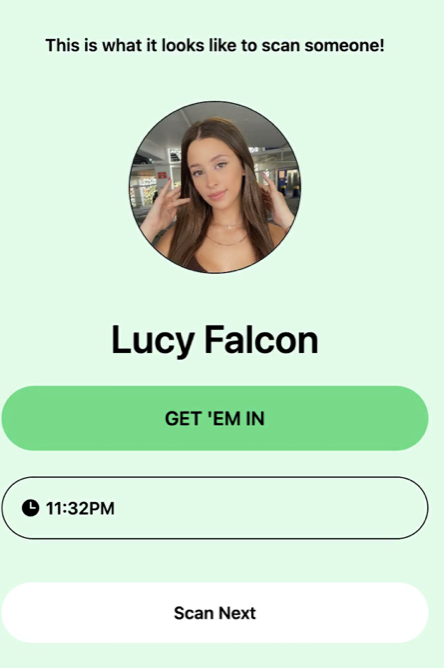 This is what it looks like to scan someone!
Lucy Falcon
GET 'EM IN
11:32PM
Scan Next